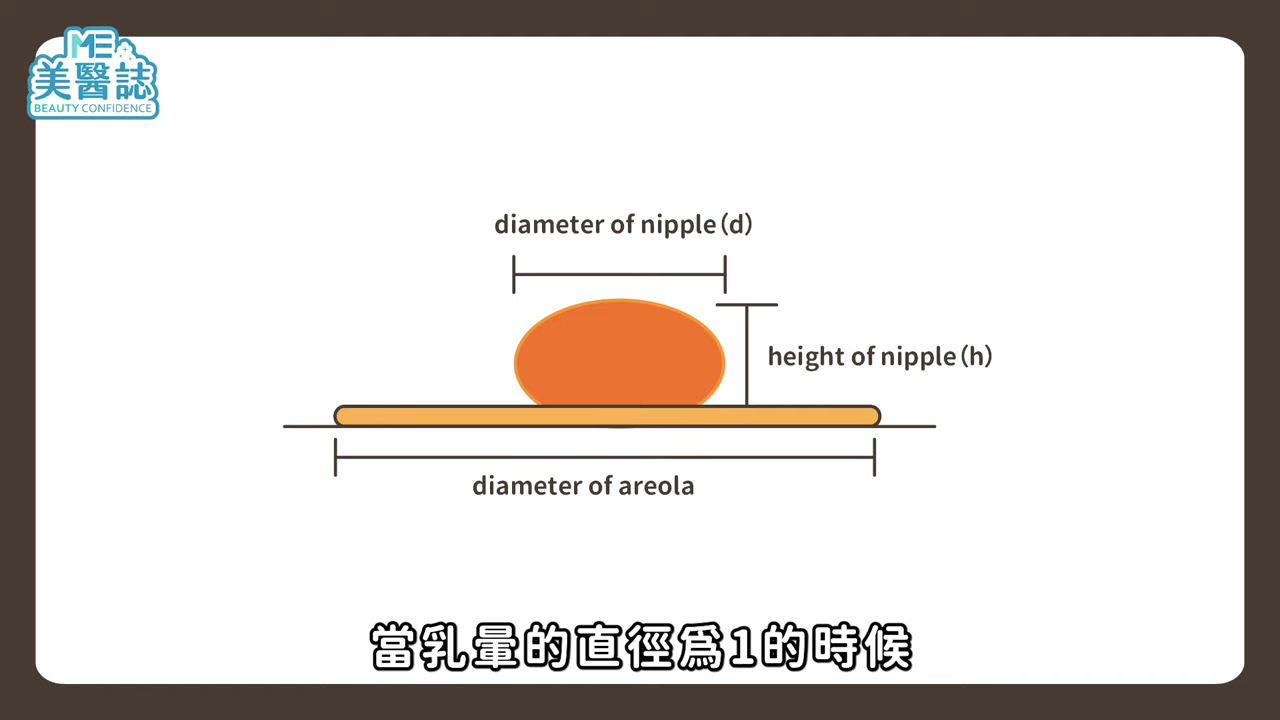 ME
美醫誌
BEAUTY CONFIDENCE
diameter of nipple(d)
height of nipple(h)
diameter of areola
當乳暈的直徑爲1的時候